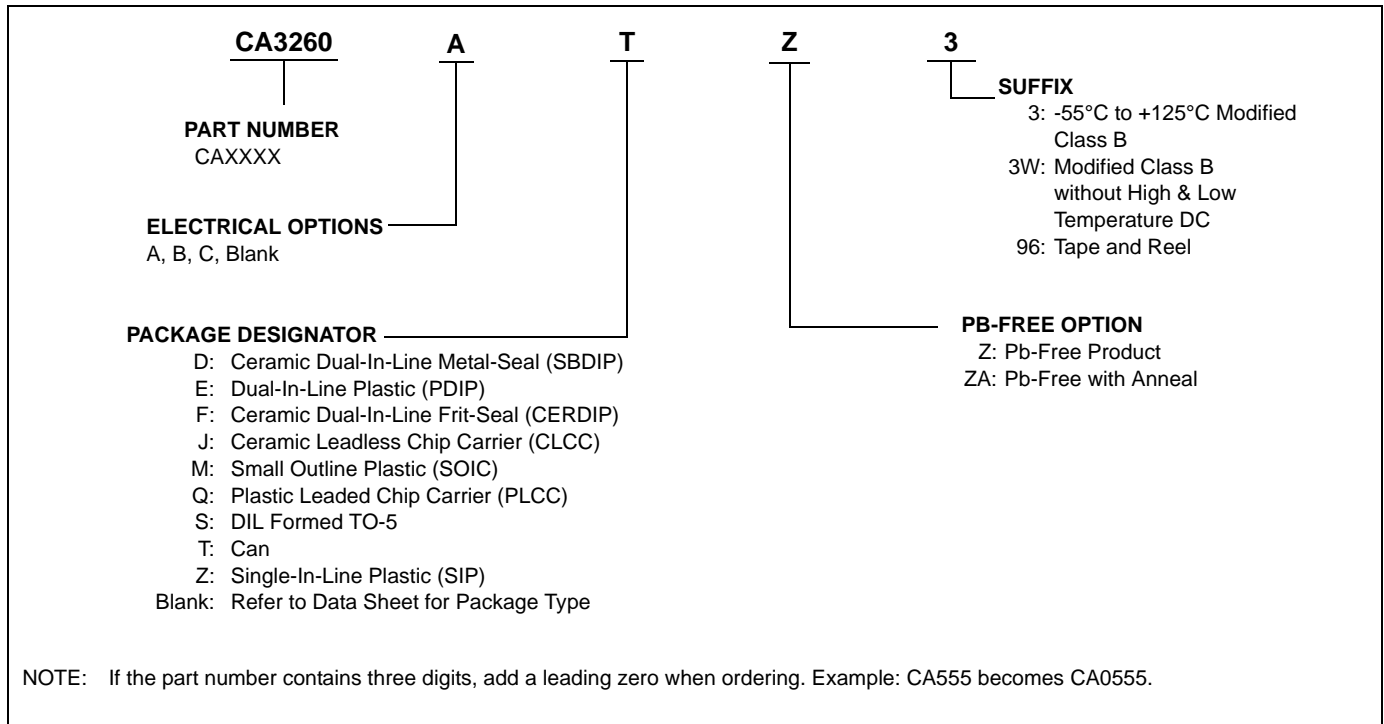 CA3260 A T Z 3
PART NUMBER
CAXXXX
SUFFIX
3: -55°C to +125°C Modified
Class B
3W: Modified Class B
without High & Low
Temperature DC
96: Tape and Reel
ELECTRICAL OPTIONS
A, B, C, Blank
PACKAGE DESIGNATOR
D: Ceramic Dual-In-Line Metal-Seal (SBDIP)
E: Dual-In-Line Plastic (PDIP)
F: Ceramic Dual-In-Line Frit-Seal (CERDIP)
J: Ceramic Leadless Chip Carrier (CLCC)
M: Small Outline Plastic (SOIC)
Q: Plastic Leaded Chip Carrier (PLCC)
S: DIL Formed TO-5
T: Can
Z: Single-In-Line Plastic (SIP)
Blank: Refer to Data Sheet for Package Type
PB-FREE OPTION
Z: Pb-Free Product
ZA: Pb-Free with Anneal
NOTE: If the part number contains three digits, add a leading zero when ordering. Example: CA555 becomes CA0555.